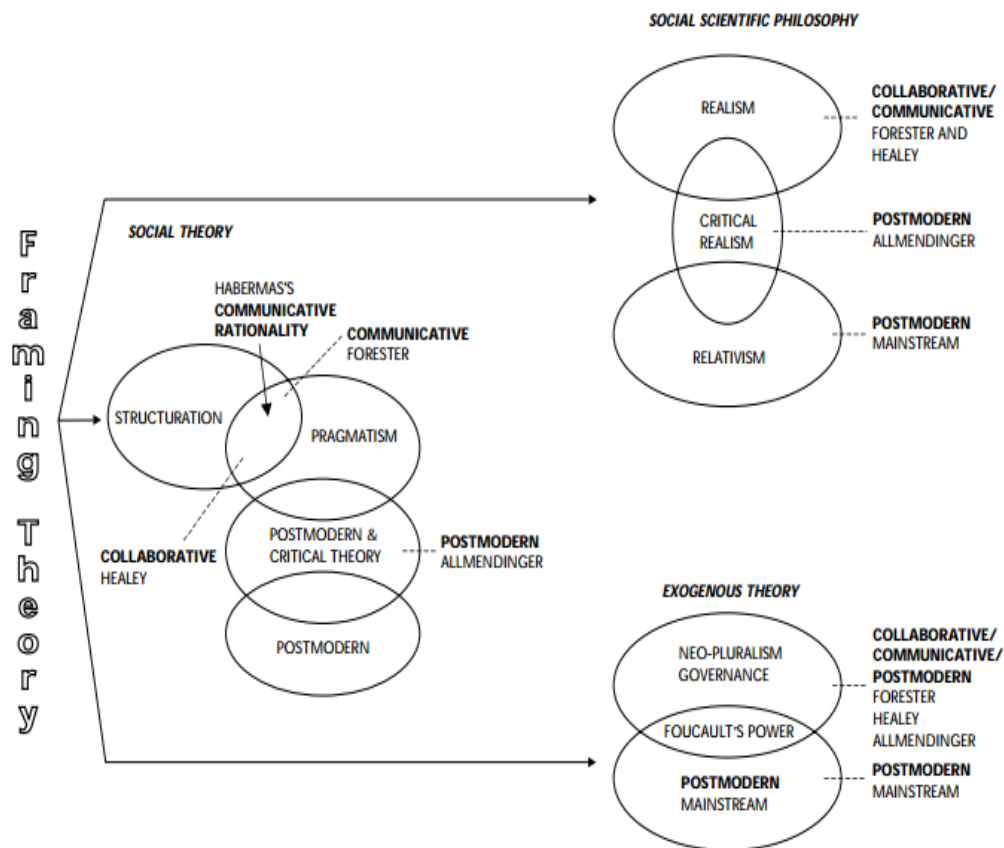 Framing Theory
SOCIAL SCIENTIFIC PHILOSOPHY
REALISM
COLLABORATIVE/
COMMUNICATIVE
FORESTER AND
HEALEY
CRITICAL
REALISM
POSTMODERN
ALLMENDINGER
RELATIVISM
POSTMODERN
MAINSTREAM
SOCIAL THEORY
HABERMAS'S
COMMUNICATIVE
RATIONALITY
COMMUNICATIVE
FORESTER
STRUCTURATION
PRAGMATISM
COLLABORATIVE
HEALEY
POSTMODERN &
CRITICAL THEORY
POSTMODERN
ALLMENDINGER
POSTMODERN
EXOGENOUS THEORY
NEO-PLURALISM
GOVERNANCE
COLLABORATIVE/
COMMUNICATIVE/
POSTMODERN
FORESTER
HEALEY
ALLMENDINGER
FOUCAULT'S POWER
POSTMODERN
MAINSTREAM
POSTMODERN
MAINSTREAM